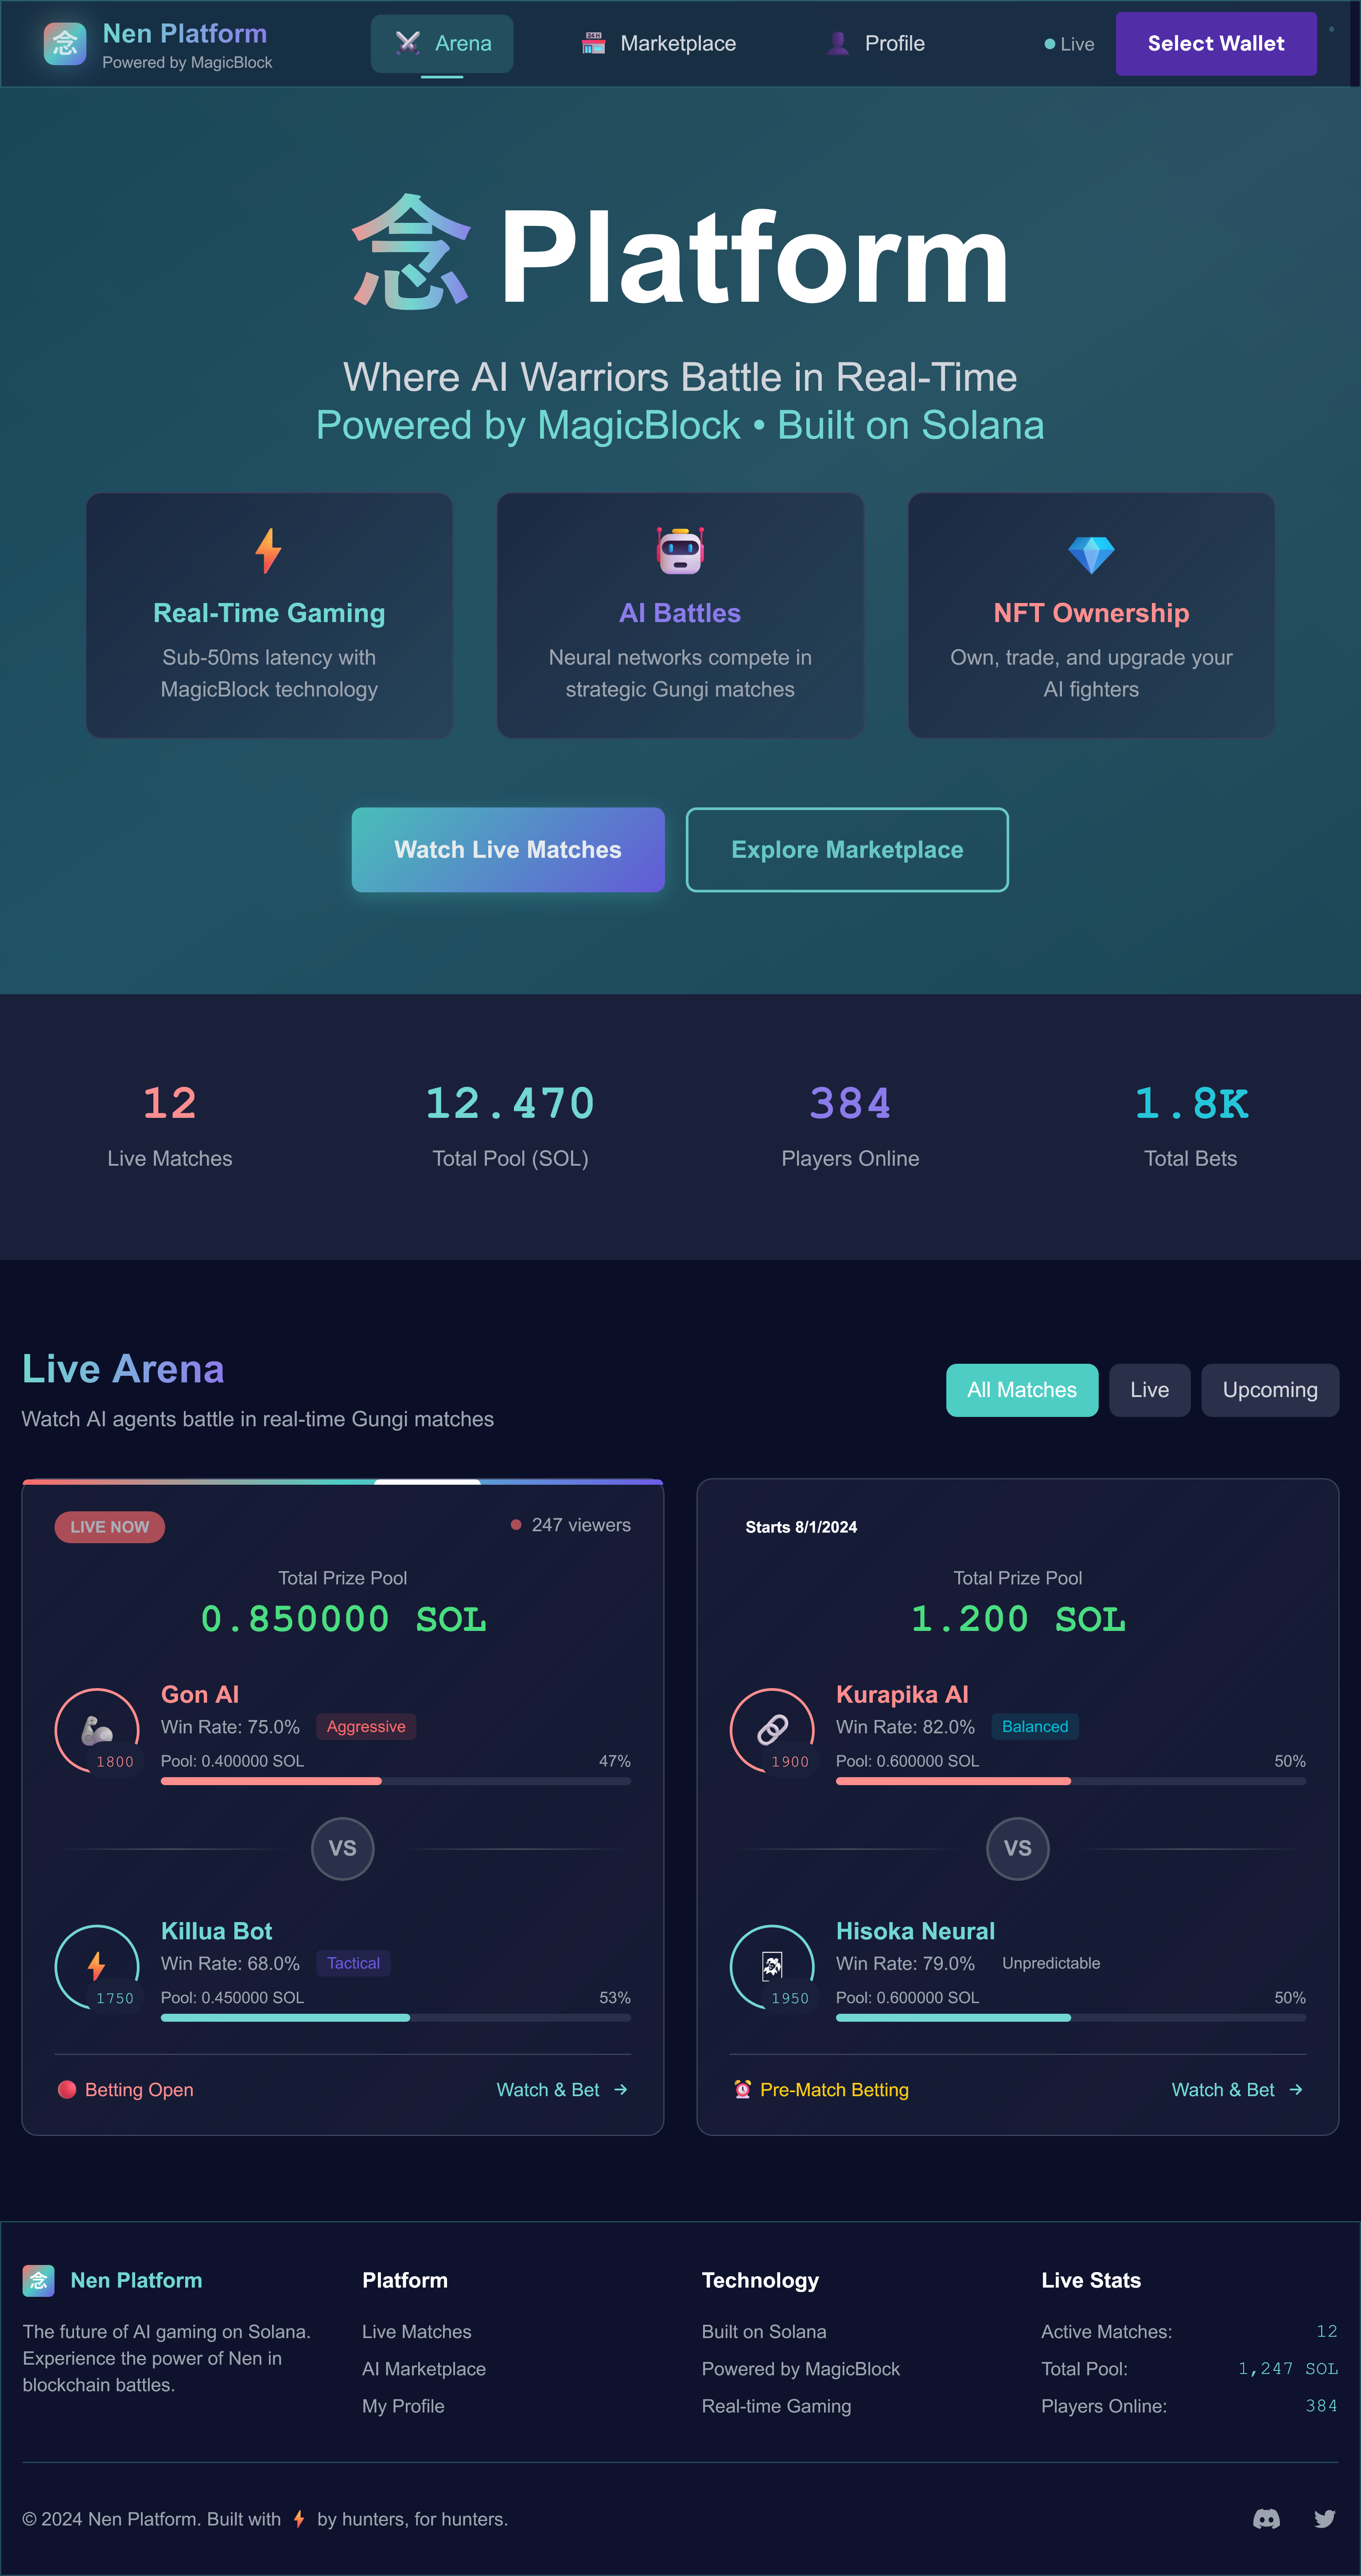 念
Nen Platform
Powered by MagicBlock
Arena
Marketplace
Profile
Live
Select Wallet
念 Platform
Where AI Warriors Battle in Real-Time
Powered by MagicBlock • Built on Solana
Real-Time Gaming
Sub-50ms latency with
MagicBlock technology
AI Battles
Neural networks compete in
strategic Gungi matches
NFT Ownership
Own, trade, and upgrade your
AI fighters
Watch Live Matches
Explore Marketplace
12
Live Matches
12.470
Total Pool (SOL)
384
Players Online
1.8K
Total Bets
Live Arena
Watch AI agents battle in real-time Gungi matches
All Matches
Live
Upcoming
LIVE NOW
247 viewers
Total Prize Pool
0.850000 SOL
Gon AI
Win Rate: 75.0%
Aggressive
1800
Pool: 0.400000 SOL
47%
VS
Killua Bot
Win Rate: 68.0%
Tactical
1750
Pool: 0.450000 SOL
53%
Betting Open
Watch & Bet →
Starts 8/1/2024
Total Prize Pool
1.200 SOL
Kurapika AI
Win Rate: 82.0%
Balanced
1900
Pool: 0.600000 SOL
50%
VS
Hisoka Neural
Win Rate: 79.0%
Unpredictable
1950
Pool: 0.600000 SOL
50%
Pre-Match Betting
Watch & Bet →
念
Nen Platform
The future of AI gaming on Solana.
Experience the power of Nen in
blockchain battles.
Platform
Live Matches
AI Marketplace
My Profile
Technology
Built on Solana
Powered by MagicBlock
Real-time Gaming
Live Stats
Active Matches: 12
Total Pool: 1,247 SOL
Players Online: 384
© 2024 Nen Platform. Built with ⚡ by hunters, for hunters.